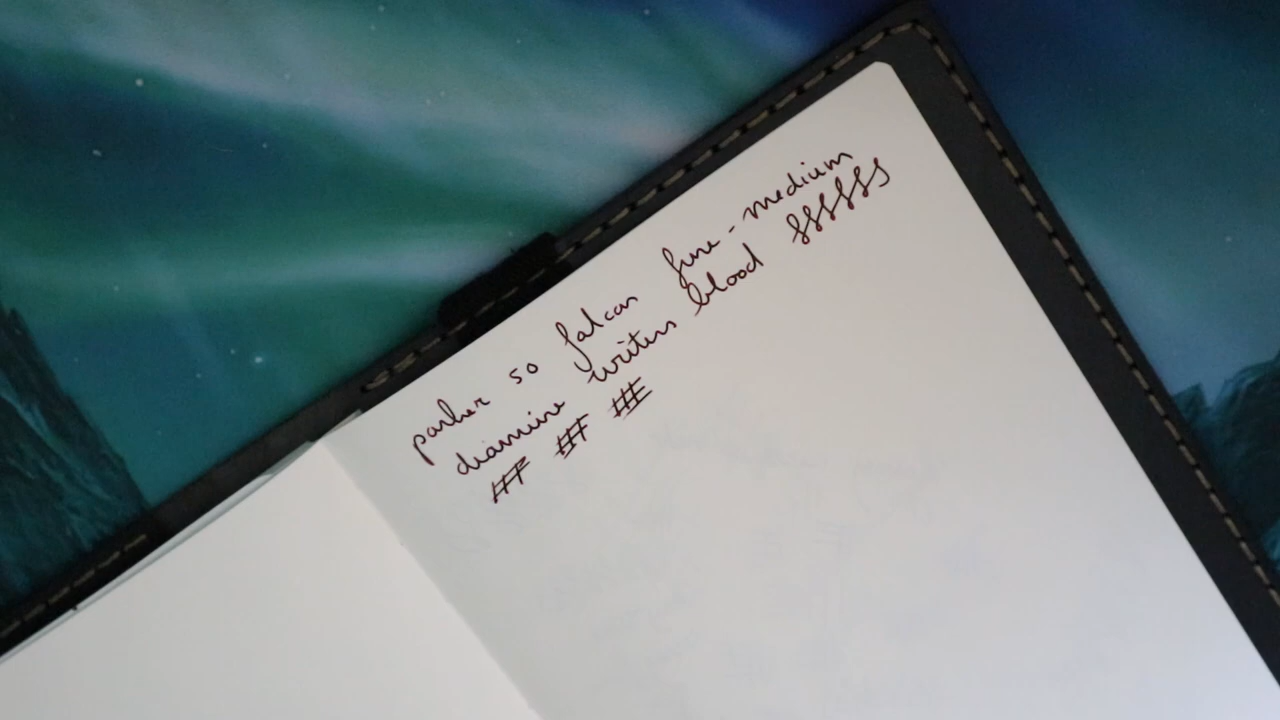 parker 50 falcon fine-medium
diamine writers blood §§§§§§
## ## ##